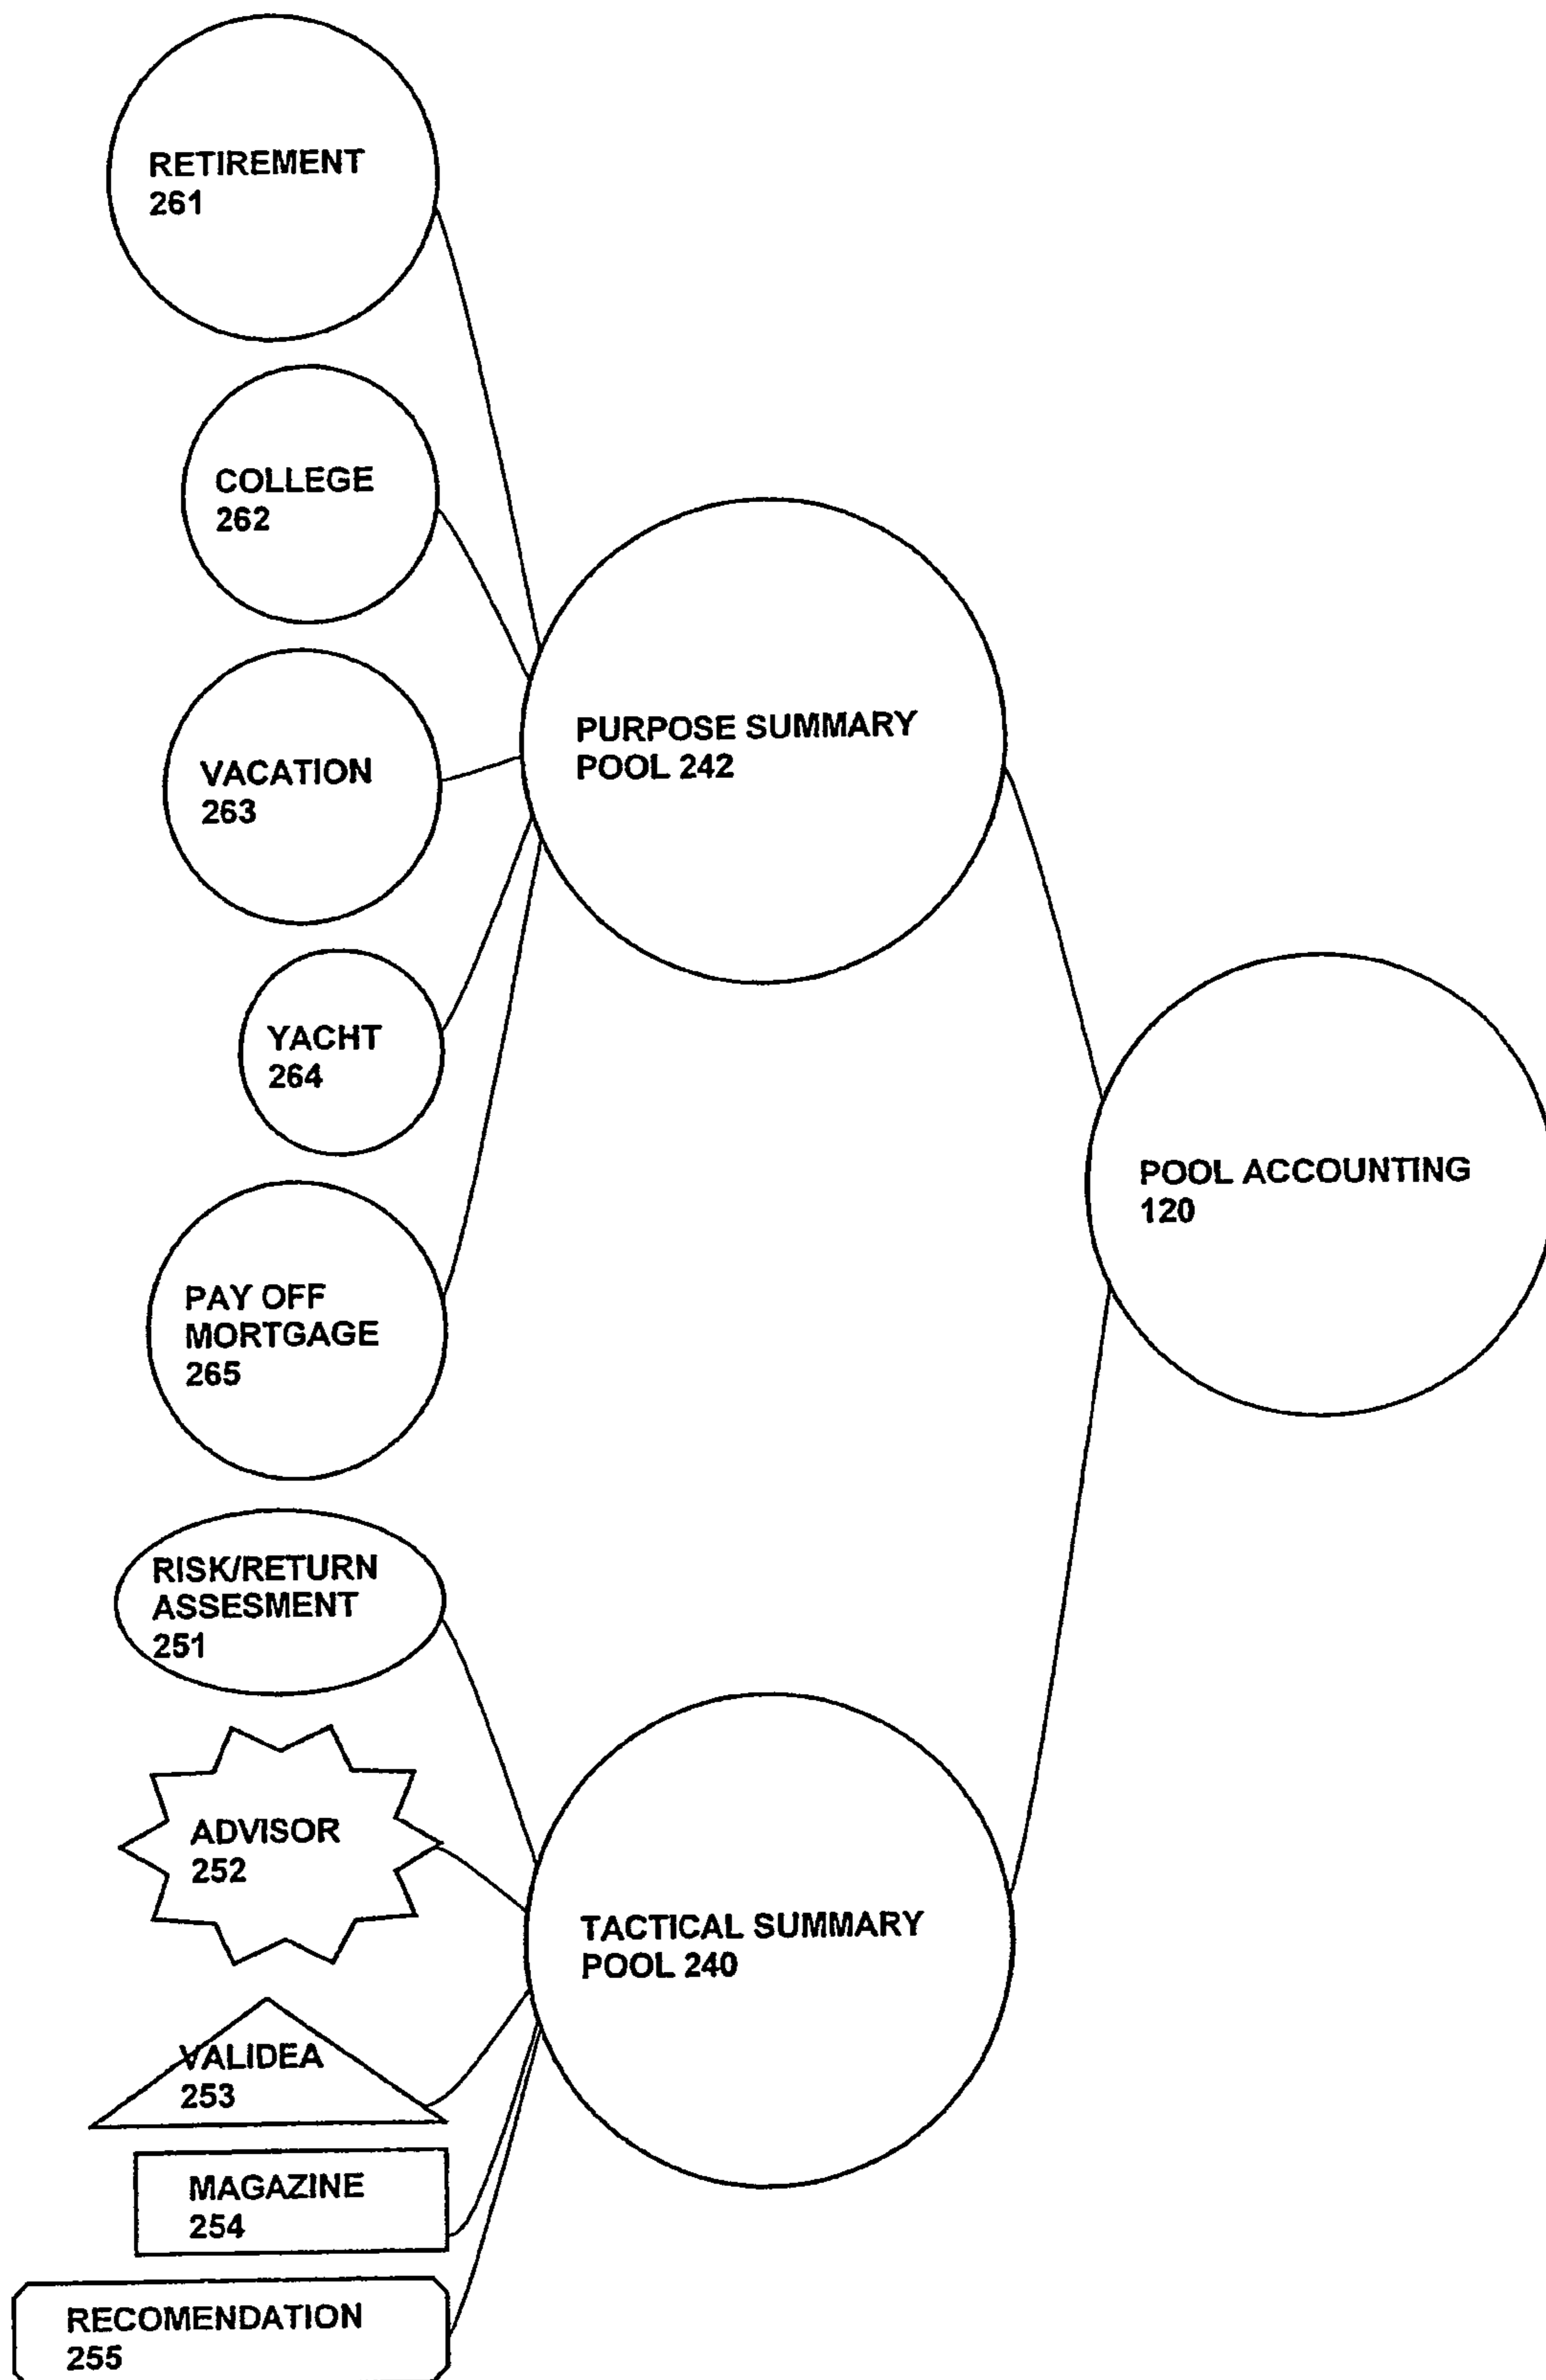 RETIREMENT
261
COLLEGE
262
VACATION
263
YACHT
264
PAY OFF
MORTGAGE
265
PURPOSE SUMMARY
POOL 242
POOL ACCOUNTING
120
RISK/RETURN
ASSESMENT
251
ADVISOR
252
VALIDEA
253
MAGAZINE
254
RECOMENDATION
255
TACTICAL SUMMARY
POOL 240